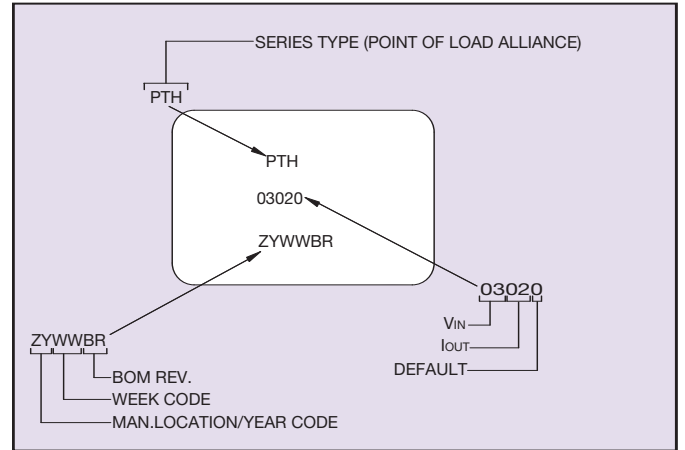 SERIES TYPE (POINT OF LOAD ALLIANCE)
PTH
PTH
03020
ZYWWBR
03020
VIN
IOUT
DEFAULT
ZYWWBR
BOM REV.
WEEK CODE
MAN.LOCATION/YEAR CODE